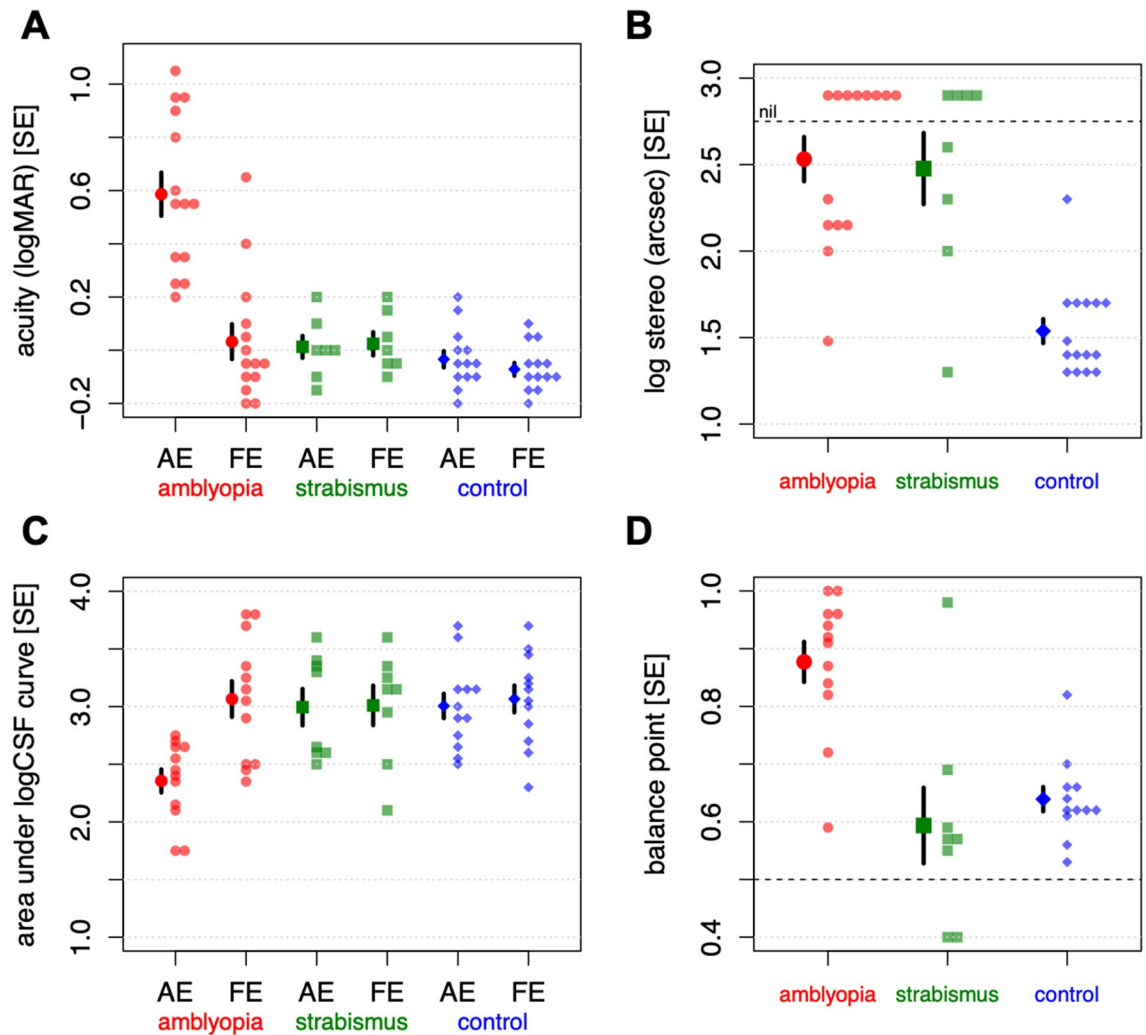 A
acuity (logMAR) [SE]
1.0
0.6
0.2
−0.2
AE FE AE FE AE FE
amblyopia strabismus control
B
log stereo (arcsec) [SE]
3.0
nil
2.5
2.0
1.5
1.0
amblyopia strabismus control
C
area under logCSF curve [SE]
4.0
3.0
2.0
1.0
AE FE AE FE AE FE
amblyopia strabismus control
D
balance point [SE]
1.0
0.8
0.6
0.4
amblyopia strabismus control